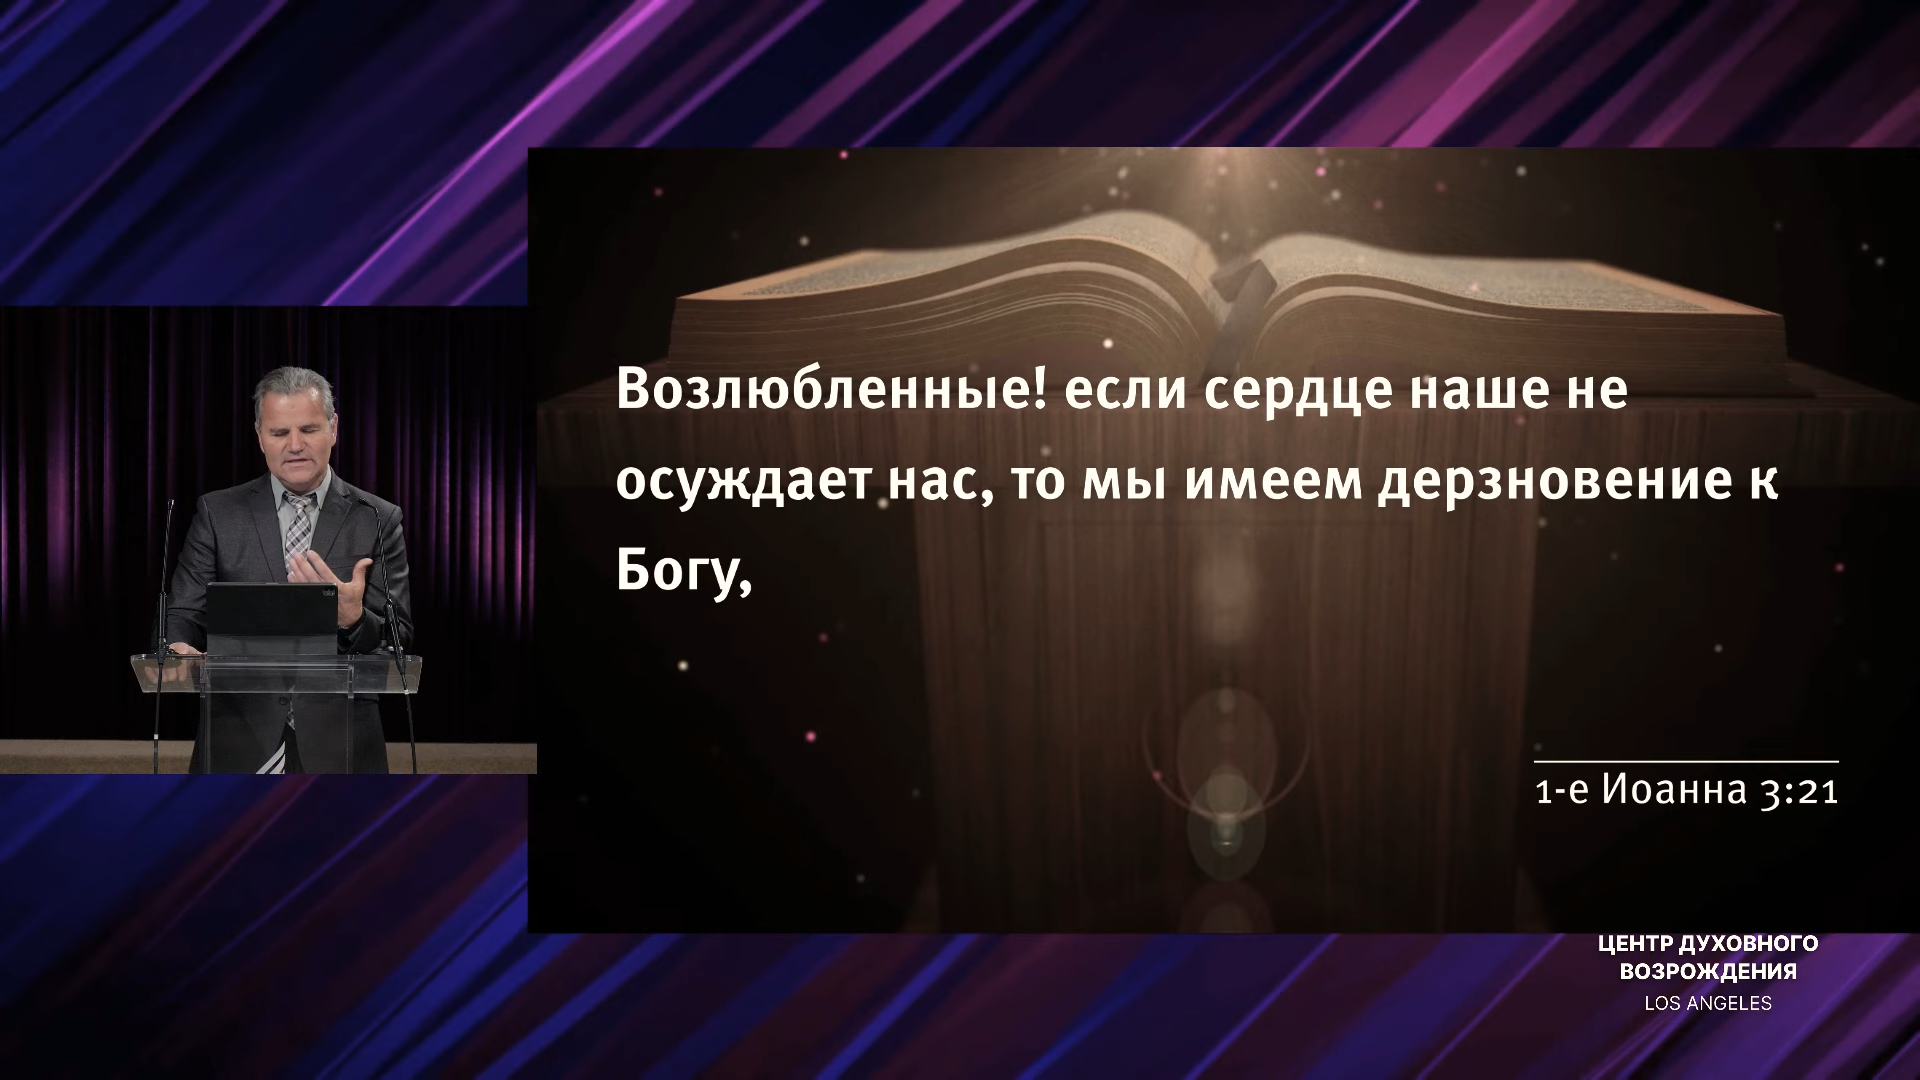 Возлюбленные! если сердце наше не
осуждает нас, то мы имеем дерзновение к
Богу,
1-е Иоанна 3:21
ЦЕНТР ДУХОВНОГО
ВОЗРОЖДЕНИЯ
LOS ANGELES